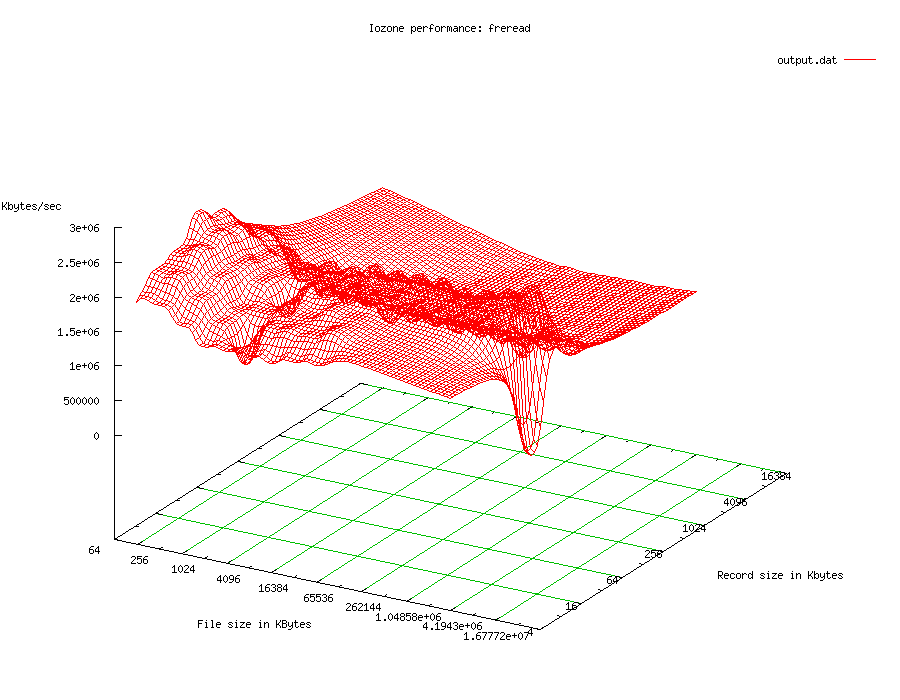 Iozone performance: freread
output.dat
Kbytes/sec
3e+06
2.5e+06
2e+06
1.5e+06
1e+06
500000
0
64
256
1024
4096
16384
65536
262144
1.04858e+06
4.1943e+06
1.67772e+07
4
16
64
256
1024
4096
16384
File size in KBytes
Record size in Kbytes